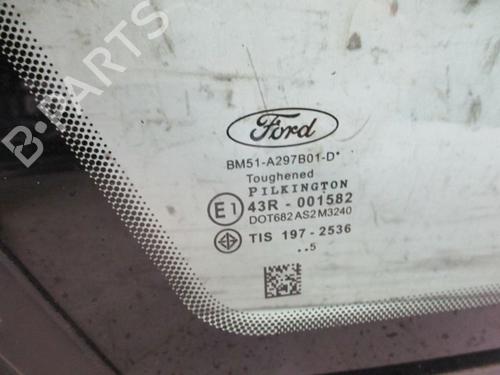 B-PARTS
Ford
BM51-A297B01-D*
Toughened
PILKINGTON
E1 43R - 001582
DOT682 AS2 M3240
TIS 197-2536
..5